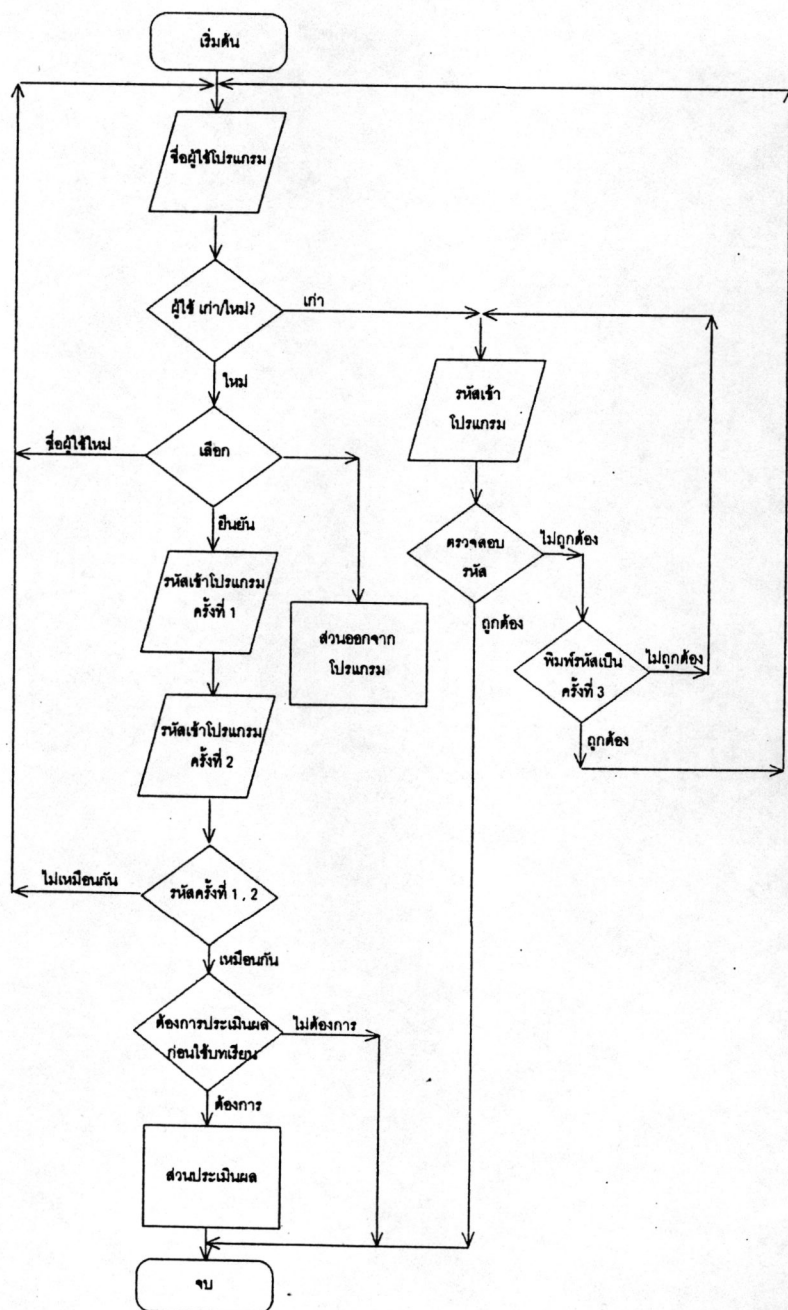 เริ่มต้น
ชื่อผู้ใช้โปรแกรม
ผู้ใช้ เก่า/ใหม่?
เก่า
ใหม่
รหัสเข้า
โปรแกรม
ชื่อผู้ใช้ใหม่
เลือก
ยืนยัน
ตรวจสอบ
รหัส
ไม่ถูกต้อง
รหัสเข้าโปรแกรม
ครั้งที่ 1
ส่วนออกจาก
โปรแกรม
ถูกต้อง
พิมพ์รหัสเป็น
ครั้งที่ 3
ไม่ถูกต้อง
รหัสเข้าโปรแกรม
ครั้งที่ 2
ถูกต้อง
ไม่เหมือนกัน
รหัสครั้งที่ 1 , 2
เหมือนกัน
ต้องการประเมินผล
ก่อนใช้บทเรียน
ไม่ต้องการ
ต้องการ
ส่วนประเมินผล
จบ